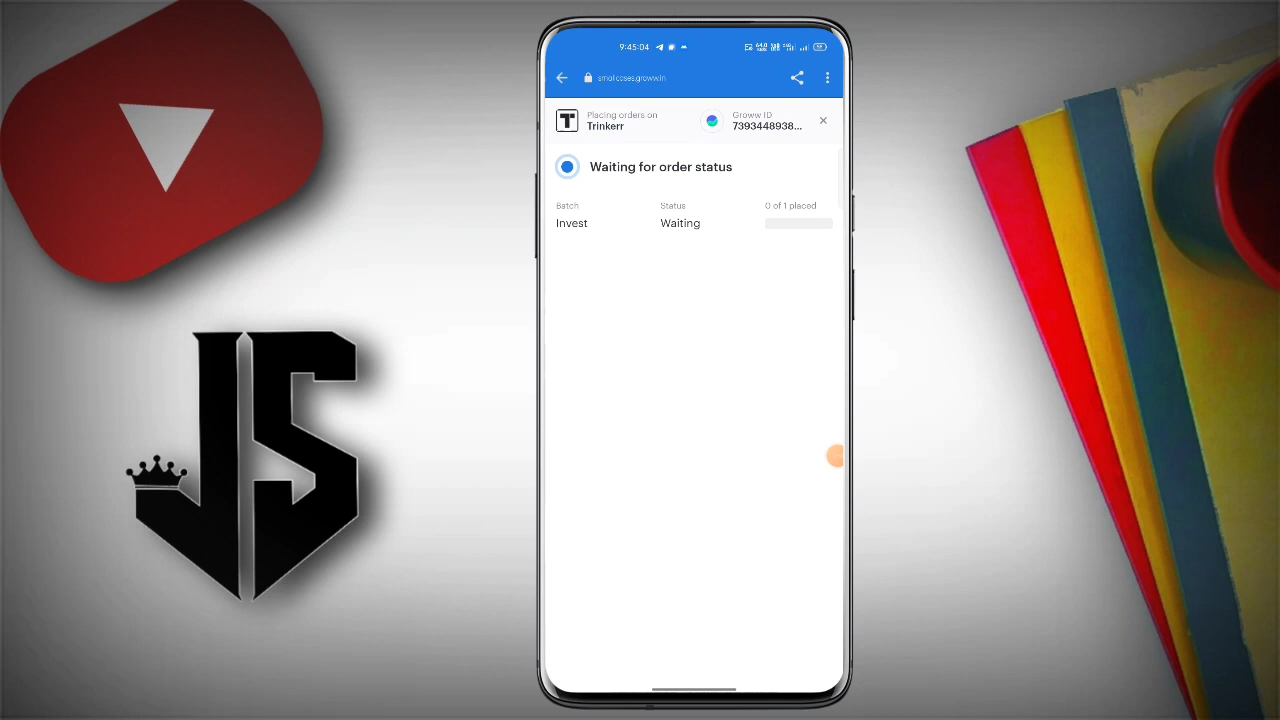 9:45:04
smallcases.groww.in
Placing orders on
Trinkerr
Groww ID
7393448938...
Waiting for order status
Batch
Status
0 of 1 placed
Invest
Waiting
JS